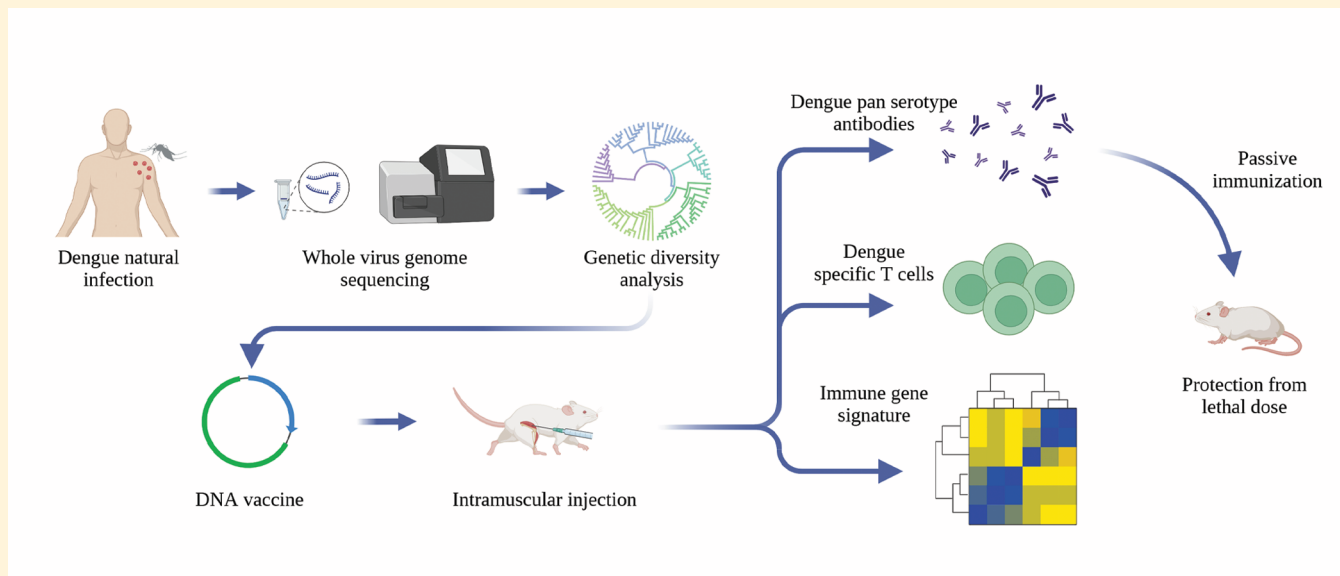 Dengue natural
infection
Whole virus genome
sequencing
Genetic diversity
analysis
DNA vaccine
Intramuscular injection
Dengue pan serotype
antibodies
Dengue
specific T cells
Immune gene
signature
Passive
immunization
Protection from
lethal dose